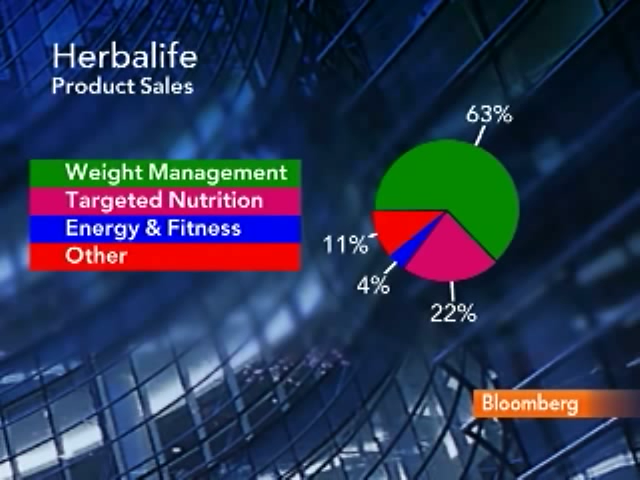 Herbalife
Product Sales
63%
Weight Management
Targeted Nutrition
Energy & Fitness
Other
11%
4%
22%
Bloomberg